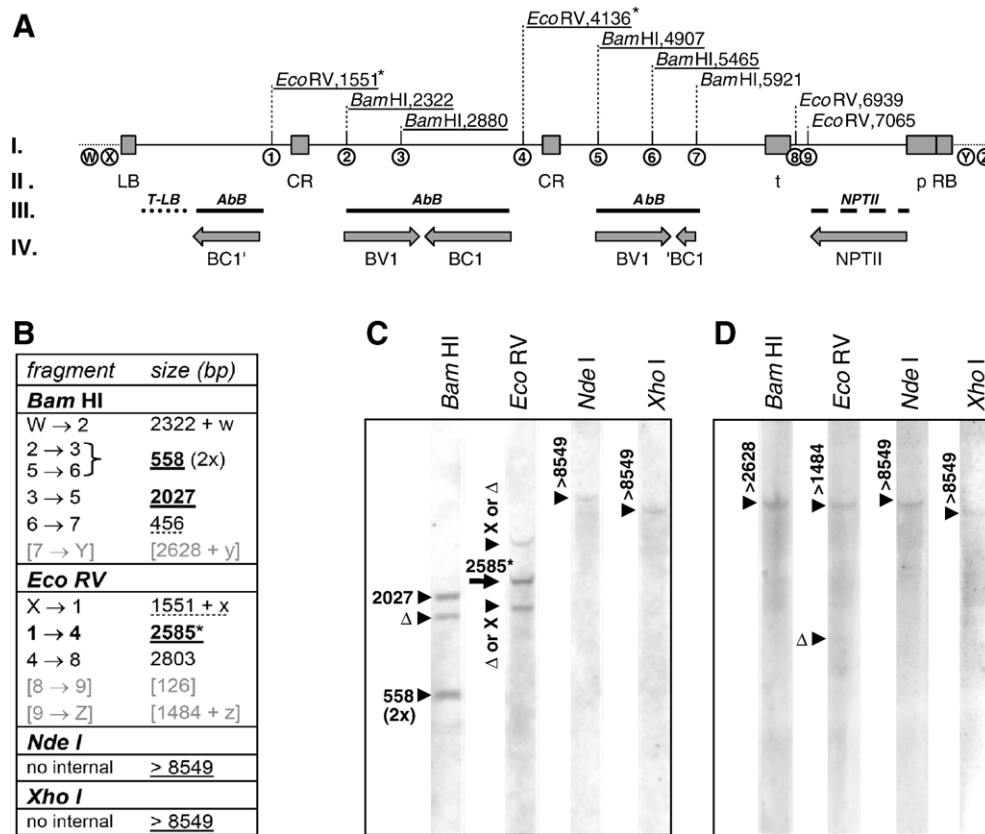 A
EcoRV,4136*
BamHI,4907
BamHI,5465
EcoRV,1551*
BamHI,5921
BamHI,2322
EcoRV,6939
BamHI,2880
EcoRV,7065
I.
W X 1 2 3 4 5 6 7 8 9 Y Z
II. LB CR CR t p RB
III. T-LB AbB AbB AbB NPTII
IV.
BC1' BV1 BC1 BV1 'BC1 NPTII
B
fragment size (bp)
Bam HI
W → 2 2322 + w
2 → 3
5 → 6 } 558 (2x)
3 → 5 2027
6 → 7 456
[7 → Y] [2628 + y]
Eco RV
X → 1 1551 + x
1 → 4 2585*
4 → 8 2803
[8 → 9] [126]
[9 → Z] [1484 + z]
Nde I
no internal > 8549
Xho I
no internal > 8549
C
Bam HI
Eco RV
Nde I
Xho I
>8549
>8549
X or Δ
2585*
2027
Δ
Δ or X
558
(2x)
D
Bam HI
Eco RV
Nde I
Xho I
>2628
>1484
>8549
>8549
Δ